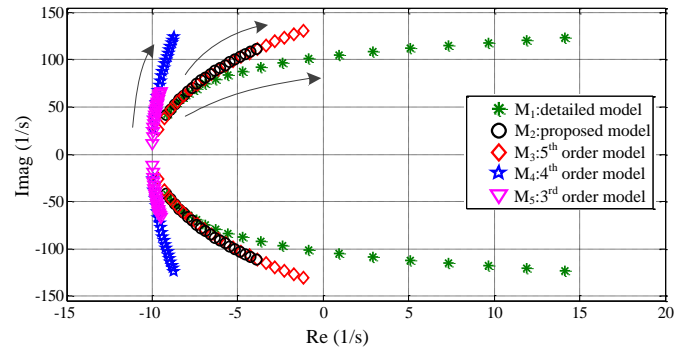 150
100
50
0
-50
-100
-150
Imag (1/s)
M1:detailed model
M2:proposed model
M3:5th order model
M4:4th order model
M5:3rd order model
-15 -10 -5 0 5 10 15 20
Re (1/s)